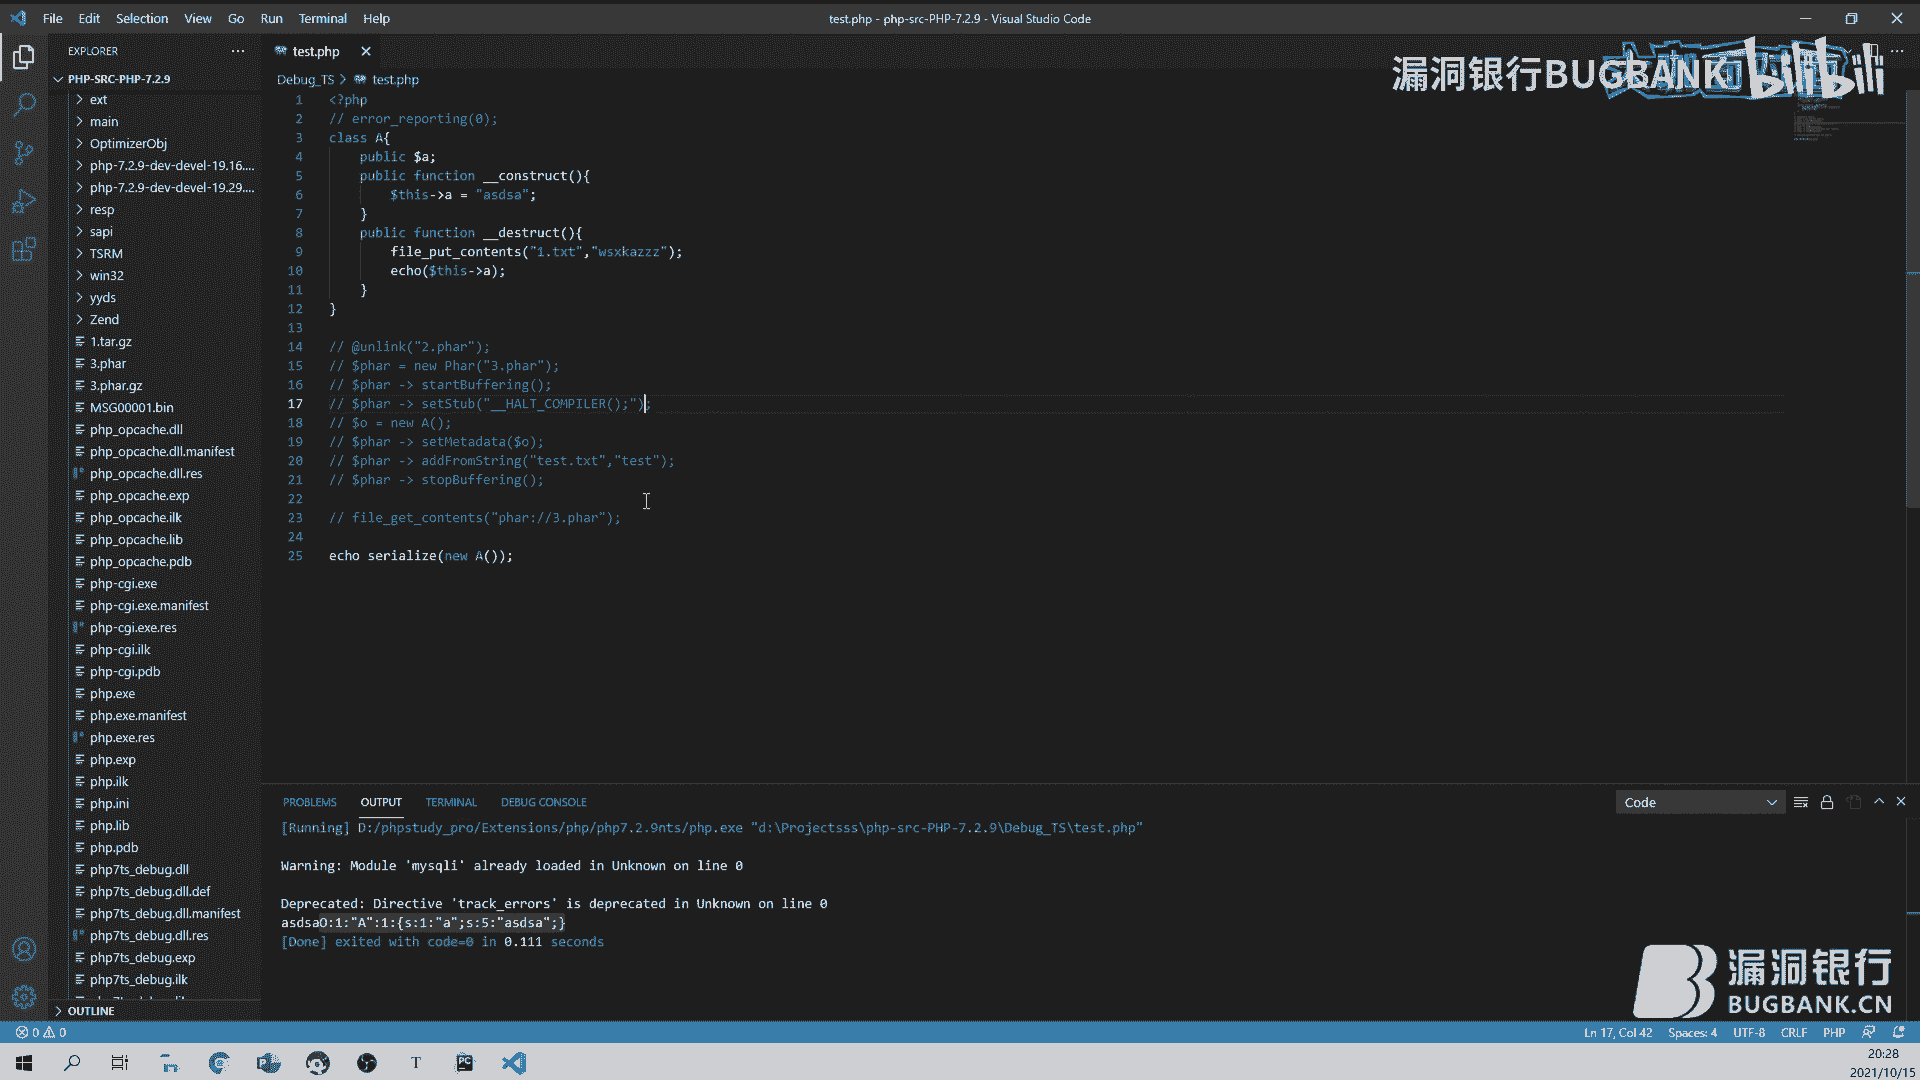 File Edit Selection View Go Run Terminal Help
test.php - php-src-PHP-7.2.9 - Visual Studio Code
漏洞银行BUGBANK
bilibili
EXPLORER
PHP-SRC-PHP-7.2.9
ext
main
OptimizerObj
php-7.2.9-dev-devel-19.16....
php-7.2.9-dev-devel-19.29....
resp
sapi
TSRM
win32
yyds
Zend
1.tar.gz
3.phar
3.phar.gz
MSG00001.bin
php_opcache.dll
php_opcache.dll.manifest
php_opcache.dll.res
php_opcache.exp
php_opcache.ilk
php_opcache.lib
php_opcache.pdb
php-cgi.exe
php-cgi.exe.manifest
php-cgi.exe.res
php-cgi.ilk
php-cgi.pdb
php.exe
php.exe.manifest
php.exe.res
php.exp
php.ilk
php.ini
php.lib
php.pdb
php7ts_debug.dll
php7ts_debug.dll.def
php7ts_debug.dll.manifest
php7ts_debug.dll.res
php7ts_debug.exp
php7ts_debug.ilk
OUTLINE
test.php
Debug_TS > test.php
1 <?php
2 // error_reporting(0);
3 class A{
4 public $a;
5 public function __construct(){
6 $this->a = "asdsa";
7 }
8 public function __destruct(){
9 file_put_contents("1.txt","wsxkazzz");
10 echo($this->a);
11 }
12 }
13
14 // @unlink("2.phar");
15 // $phar = new Phar("3.phar");
16 // $phar -> startBuffering();
17 // $phar -> setStub("__HALT_COMPILER();");
18 // $o = new A();
19 // $phar -> setMetadata($o);
20 // $phar -> addFromString("test.txt","test");
21 // $phar -> stopBuffering();
22
23 // file_get_contents("phar://3.phar");
24
25 echo serialize(new A());
PROBLEMS OUTPUT TERMINAL DEBUG CONSOLE
Code
[Running] D:/phpstudy_pro/Extensions/php/php7.2.9nts/php.exe "d:\Projectsss\php-src-PHP-7.2.9\Debug_TS\test.php"
Warning: Module 'mysqli' already loaded in Unknown on line 0
Deprecated: Directive 'track_errors' is deprecated in Unknown on line 0
asdsaO:1:"A":1:{s:1:"a";s:5:"asdsa";}
[Done] exited with code=0 in 0.111 seconds
漏洞银行
BUGBANK.CN
0 0
Ln 17, Col 42 Spaces: 4 UTF-8 CRLF PHP
20:28
2021/10/15